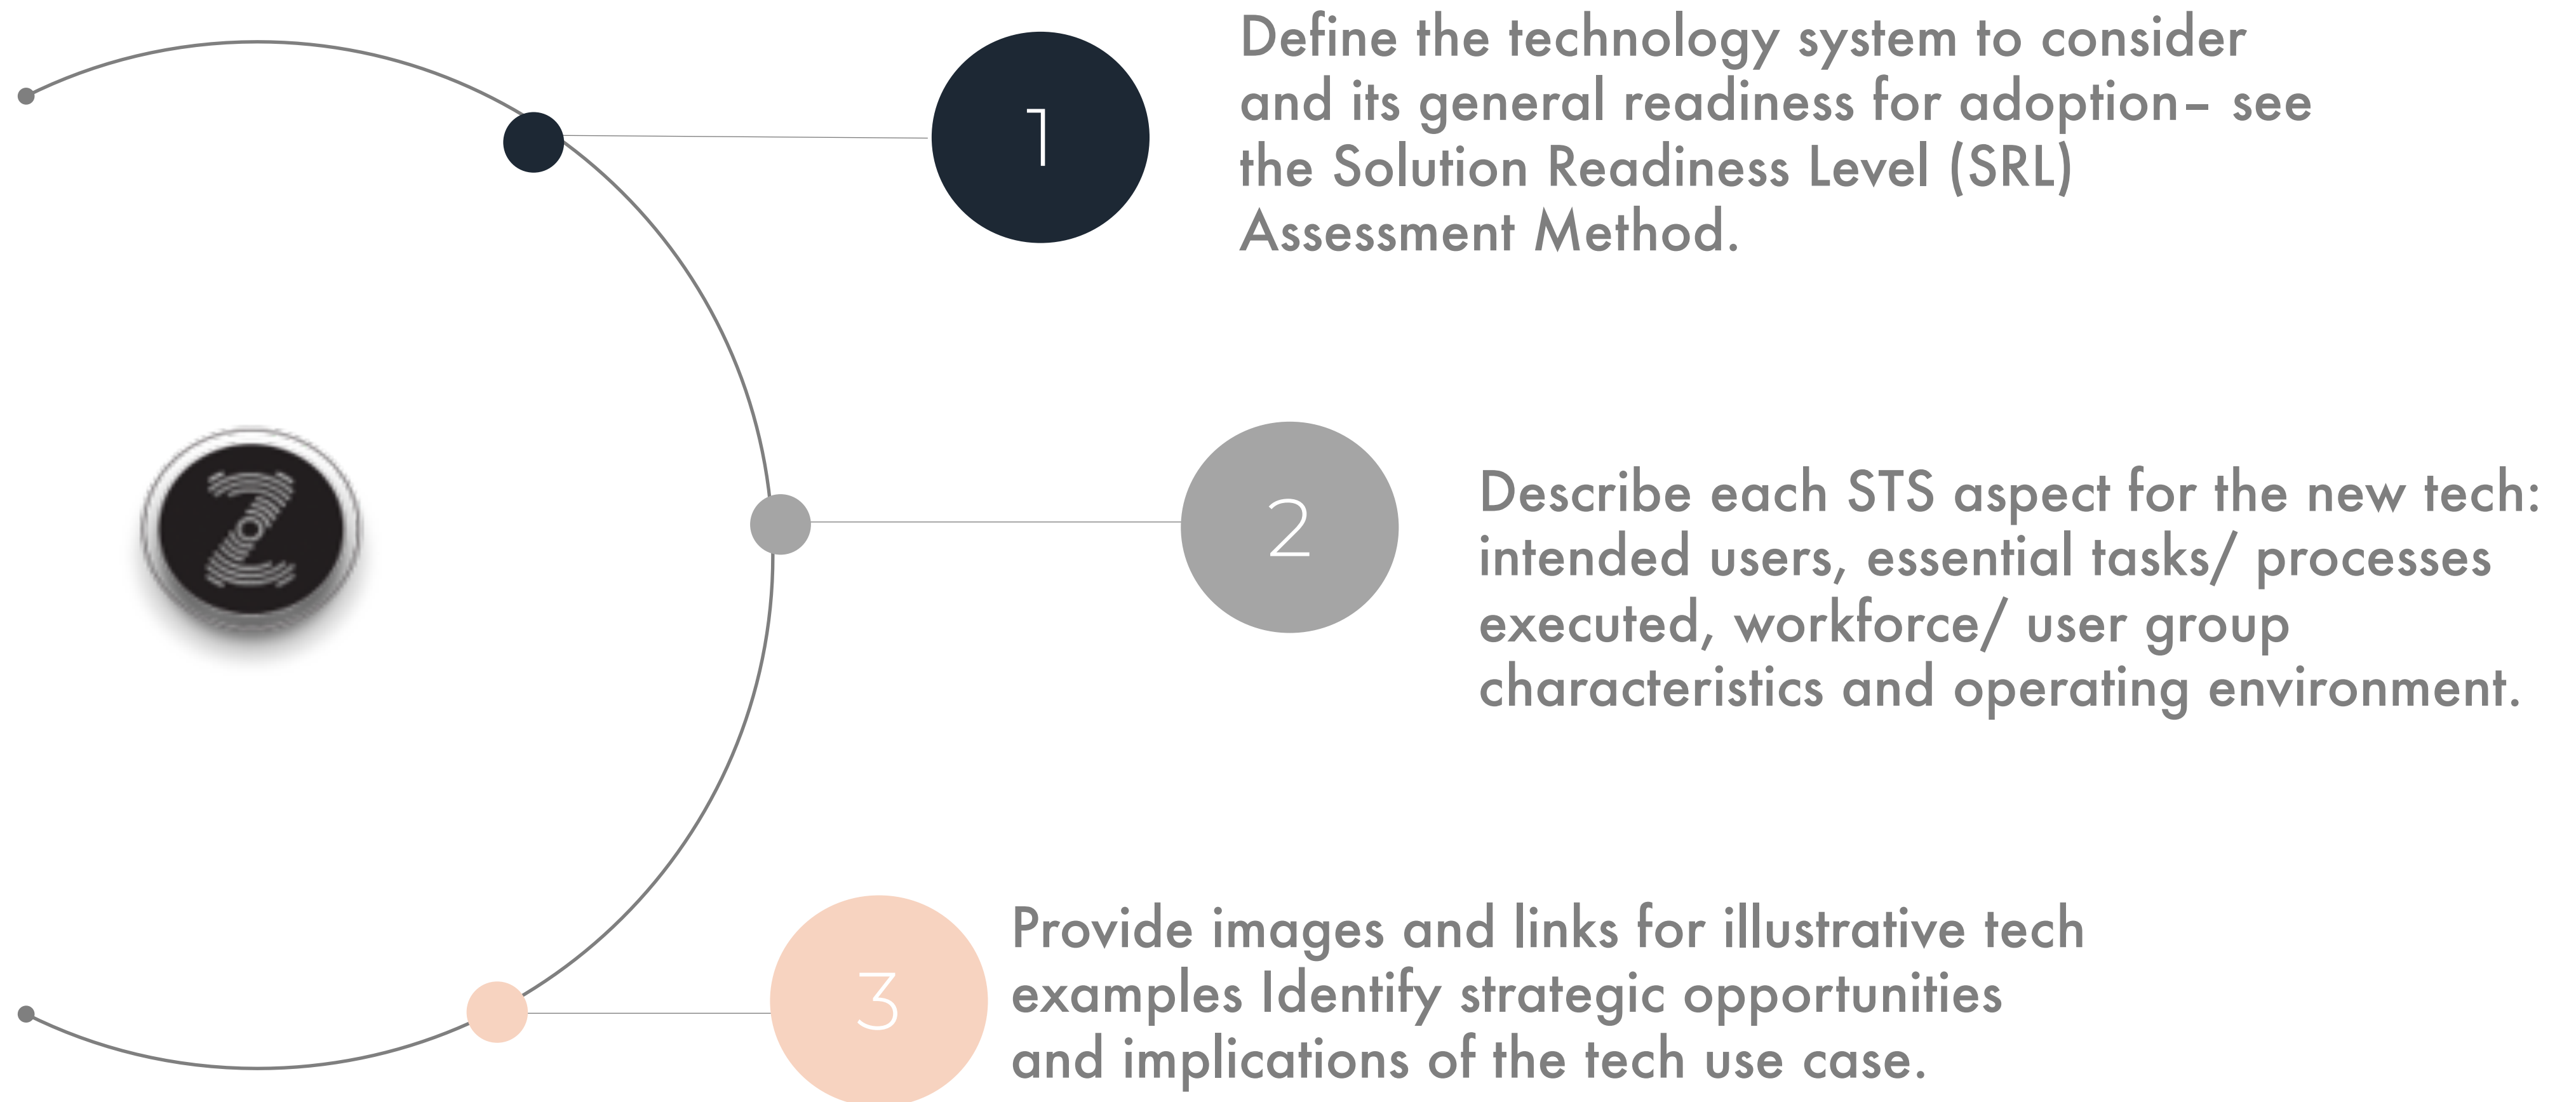 1
Define the technology system to consider
and its general readiness for adoption– see
the Solution Readiness Level (SRL)
Assessment Method.
Z
2
Describe each STS aspect for the new tech:
intended users, essential tasks/ processes
executed, workforce/ user group
characteristics and operating environment.
3
Provide images and links for illustrative tech
examples Identify strategic opportunities
and implications of the tech use case.